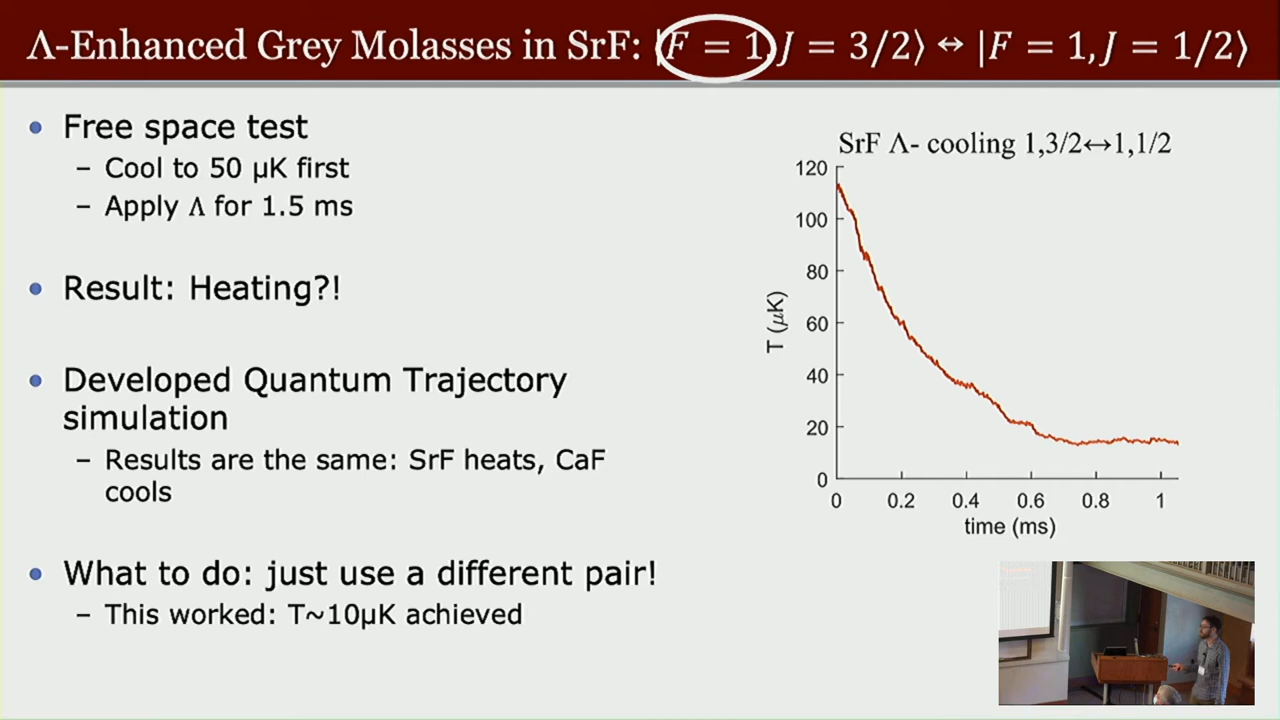 Λ-Enhanced Grey Molasses in SrF: |F = 1, J = 3/2⟩ ↔ |F = 1, J = 1/2⟩
• Free space test
– Cool to 50 µK first
– Apply Λ for 1.5 ms
• Result: Heating?!
• Developed Quantum Trajectory
simulation
– Results are the same: SrF heats, CaF
cools
• What to do: just use a different pair!
– This worked: T~10µK achieved
SrF Λ- cooling 1,3/2↔1,1/2
T (µK)
120
100
80
60
40
20
0
0 0.2 0.4 0.6 0.8 1
time (ms)